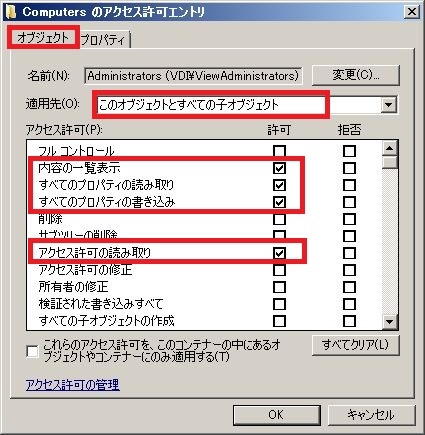 Computers のアクセス許可エントリ
オブジェクト プロパティ
名前(N): Administrators (VDI¥ViewAdministrators) 変更(C)...
適用先(O): このオブジェクトとすべての子オブジェクト
アクセス許可(P): 許可 拒否
フル コントロール
内容の一覧表示
すべてのプロパティの読み取り
すべてのプロパティの書き込み
削除
サブツリーの削除
アクセス許可の読み取り
アクセス許可の修正
所有者の修正
検証された書き込みすべて
すべての子オブジェクトの作成
これらのアクセス許可を、このコンテナーの中にあるオ
ブジェクトやコンテナーにのみ適用する(T)
すべてクリア(L)
アクセス許可の管理
OK キャンセル